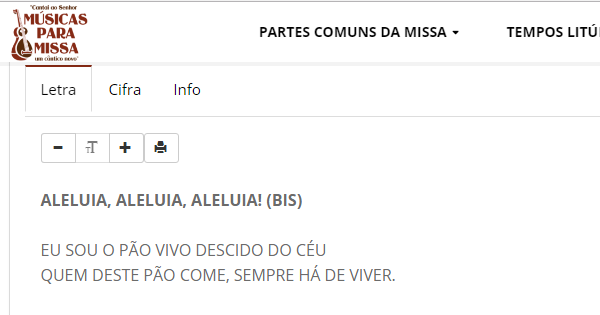 "Cantai ao Senhor
MÚSICAS
PARA
MISSA
um cântico novo"
PARTES COMUNS DA MISSA
TEMPOS LITÚ
Letra
Cifra
Info
ALELUIA, ALELUIA, ALELUIA! (BIS)
EU SOU O PÃO VIVO DESCIDO DO CÉU
QUEM DESTE PÃO COME, SEMPRE HÁ DE VIVER.